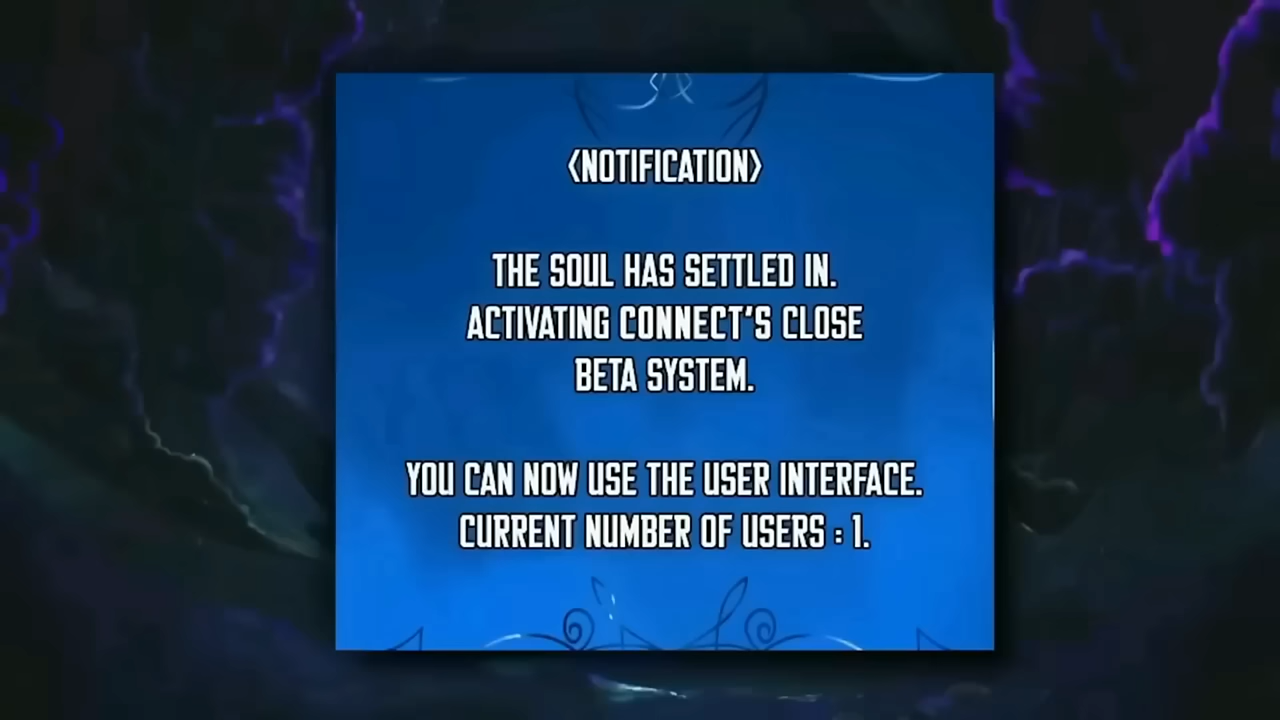 〈NOTIFICATION〉
THE SOUL HAS SETTLED IN.
ACTIVATING CONNECT'S CLOSE
BETA SYSTEM.
YOU CAN NOW USE THE USER INTERFACE.
CURRENT NUMBER OF USERS : 1.